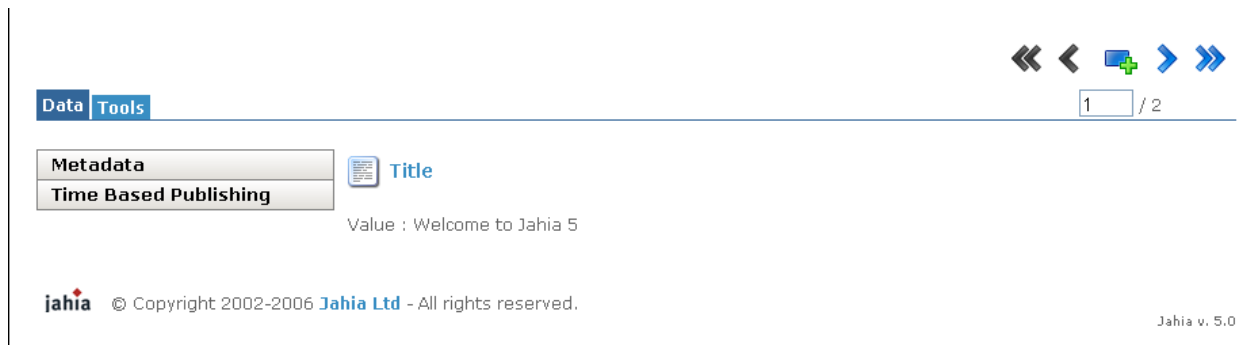 Data Tools 1 / 2
Metadata
Title
Time Based Publishing
Value : Welcome to Jahia 5
jahia © Copyright 2002-2006 Jahia Ltd - All rights reserved.
Jahia v. 5.0